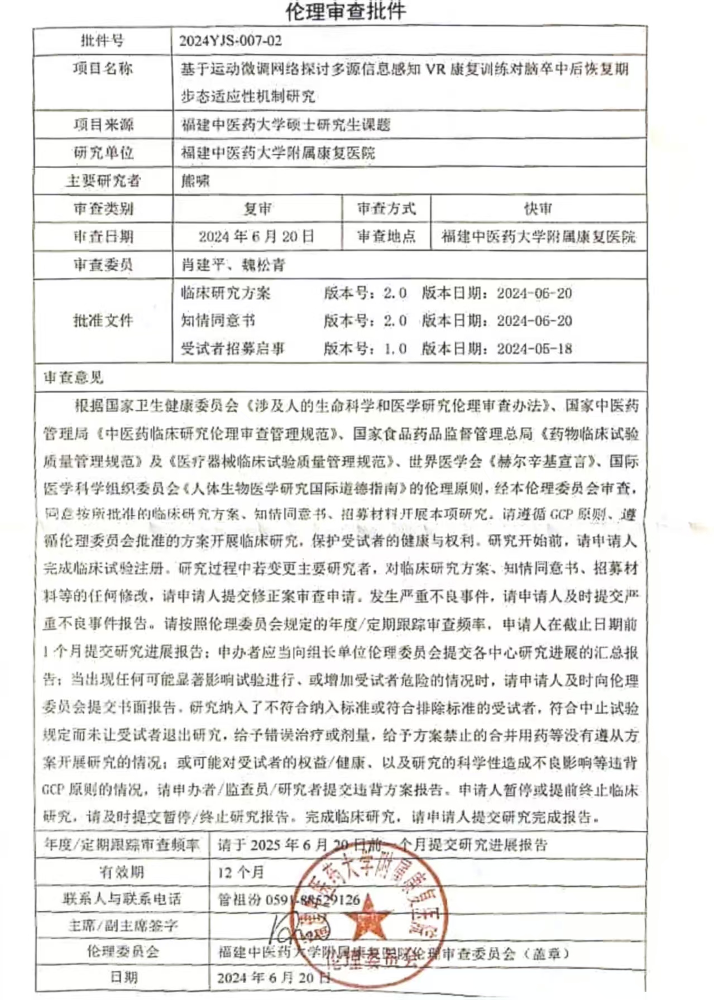 伦理审查批件
批件号 2024YJS-007-02
项目名称 基于运动微调网络探讨多源信息感知 VR 康复训练对脑卒中后恢复期
步态适应性机制研究
项目来源 福建中医药大学硕士研究生课题
研究单位 福建中医药大学附属康复医院
主要研究者 熊啸
审查类别 复审 审查方式 快审
审查日期 2024 年 6 月 20 日 审查地点 福建中医药大学附属康复医院
审查委员 肖建平、魏松青
批准文件
临床研究方案 版本号：2.0 版本日期：2024-06-20
知情同意书 版本号：2.0 版本日期：2024-06-20
受试者招募启事 版本号：1.0 版本日期：2024-05-18
审查意见
根据国家卫生健康委员会《涉及人的生命科学和医学研究伦理审查办法》、国家中医药
管理局《中医药临床研究伦理审查管理规范》、国家食品药品监督管理总局《药物临床试验
质量管理规范》及《医疗器械临床试验质量管理规范》、世界医学会《赫尔辛基宣言》、国际
医学科学组织委员会《人体生物医学研究国际道德指南》的伦理原则，经本伦理委员会审查，
同意按所批准的临床研究方案、知情同意书、招募材料开展本项研究。请遵循 GCP 原则、遵
循伦理委员会批准的方案开展临床研究，保护受试者的健康与权利。研究开始前，请申请人
完成临床试验注册。研究过程中若变更主要研究者，对临床研究方案、知情同意书、招募材
料等的任何修改，请申请人提交修正案审查申请。发生严重不良事件，请申请人及时提交严
重不良事件报告。请按照伦理委员会规定的年度/定期跟踪审查频率，申请人在截止日期前
1 个月提交研究进展报告；申办者应当向组长单位伦理委员会提交各中心研究进展的汇总报
告；当出现任何可能显著影响试验进行、或增加受试者危险的情况时，请申请人及时向伦理
委员会提交书面报告。研究纳入了不符合纳入标准或符合排除标准的受试者，符合中止试验
规定而未让受试者退出研究，给予错误治疗或剂量，给予方案禁止的合并用药等没有遵从方
案开展研究的情况；或可能对受试者的权益/健康、以及研究的科学性造成不良影响等违背
GCP 原则的情况，请申办者/监查员/研究者提交违背方案报告。申请人暂停或提前终止临床
研究，请及时提交暂停/终止研究报告。完成临床研究，请申请人提交研究完成报告。
年度/定期跟踪审查频率 请于 2025 年 6 月 20 日前一个月提交研究进展报告
有效期 12 个月
联系人与联系电话 管祖汾 0591-88529126
主席/副主席签字
伦理委员会 福建中医药大学附属康复医院伦理审查委员会（盖章）
日期 2024 年 6 月 20 日
福建中医药大学附属康复医院
伦理委员会